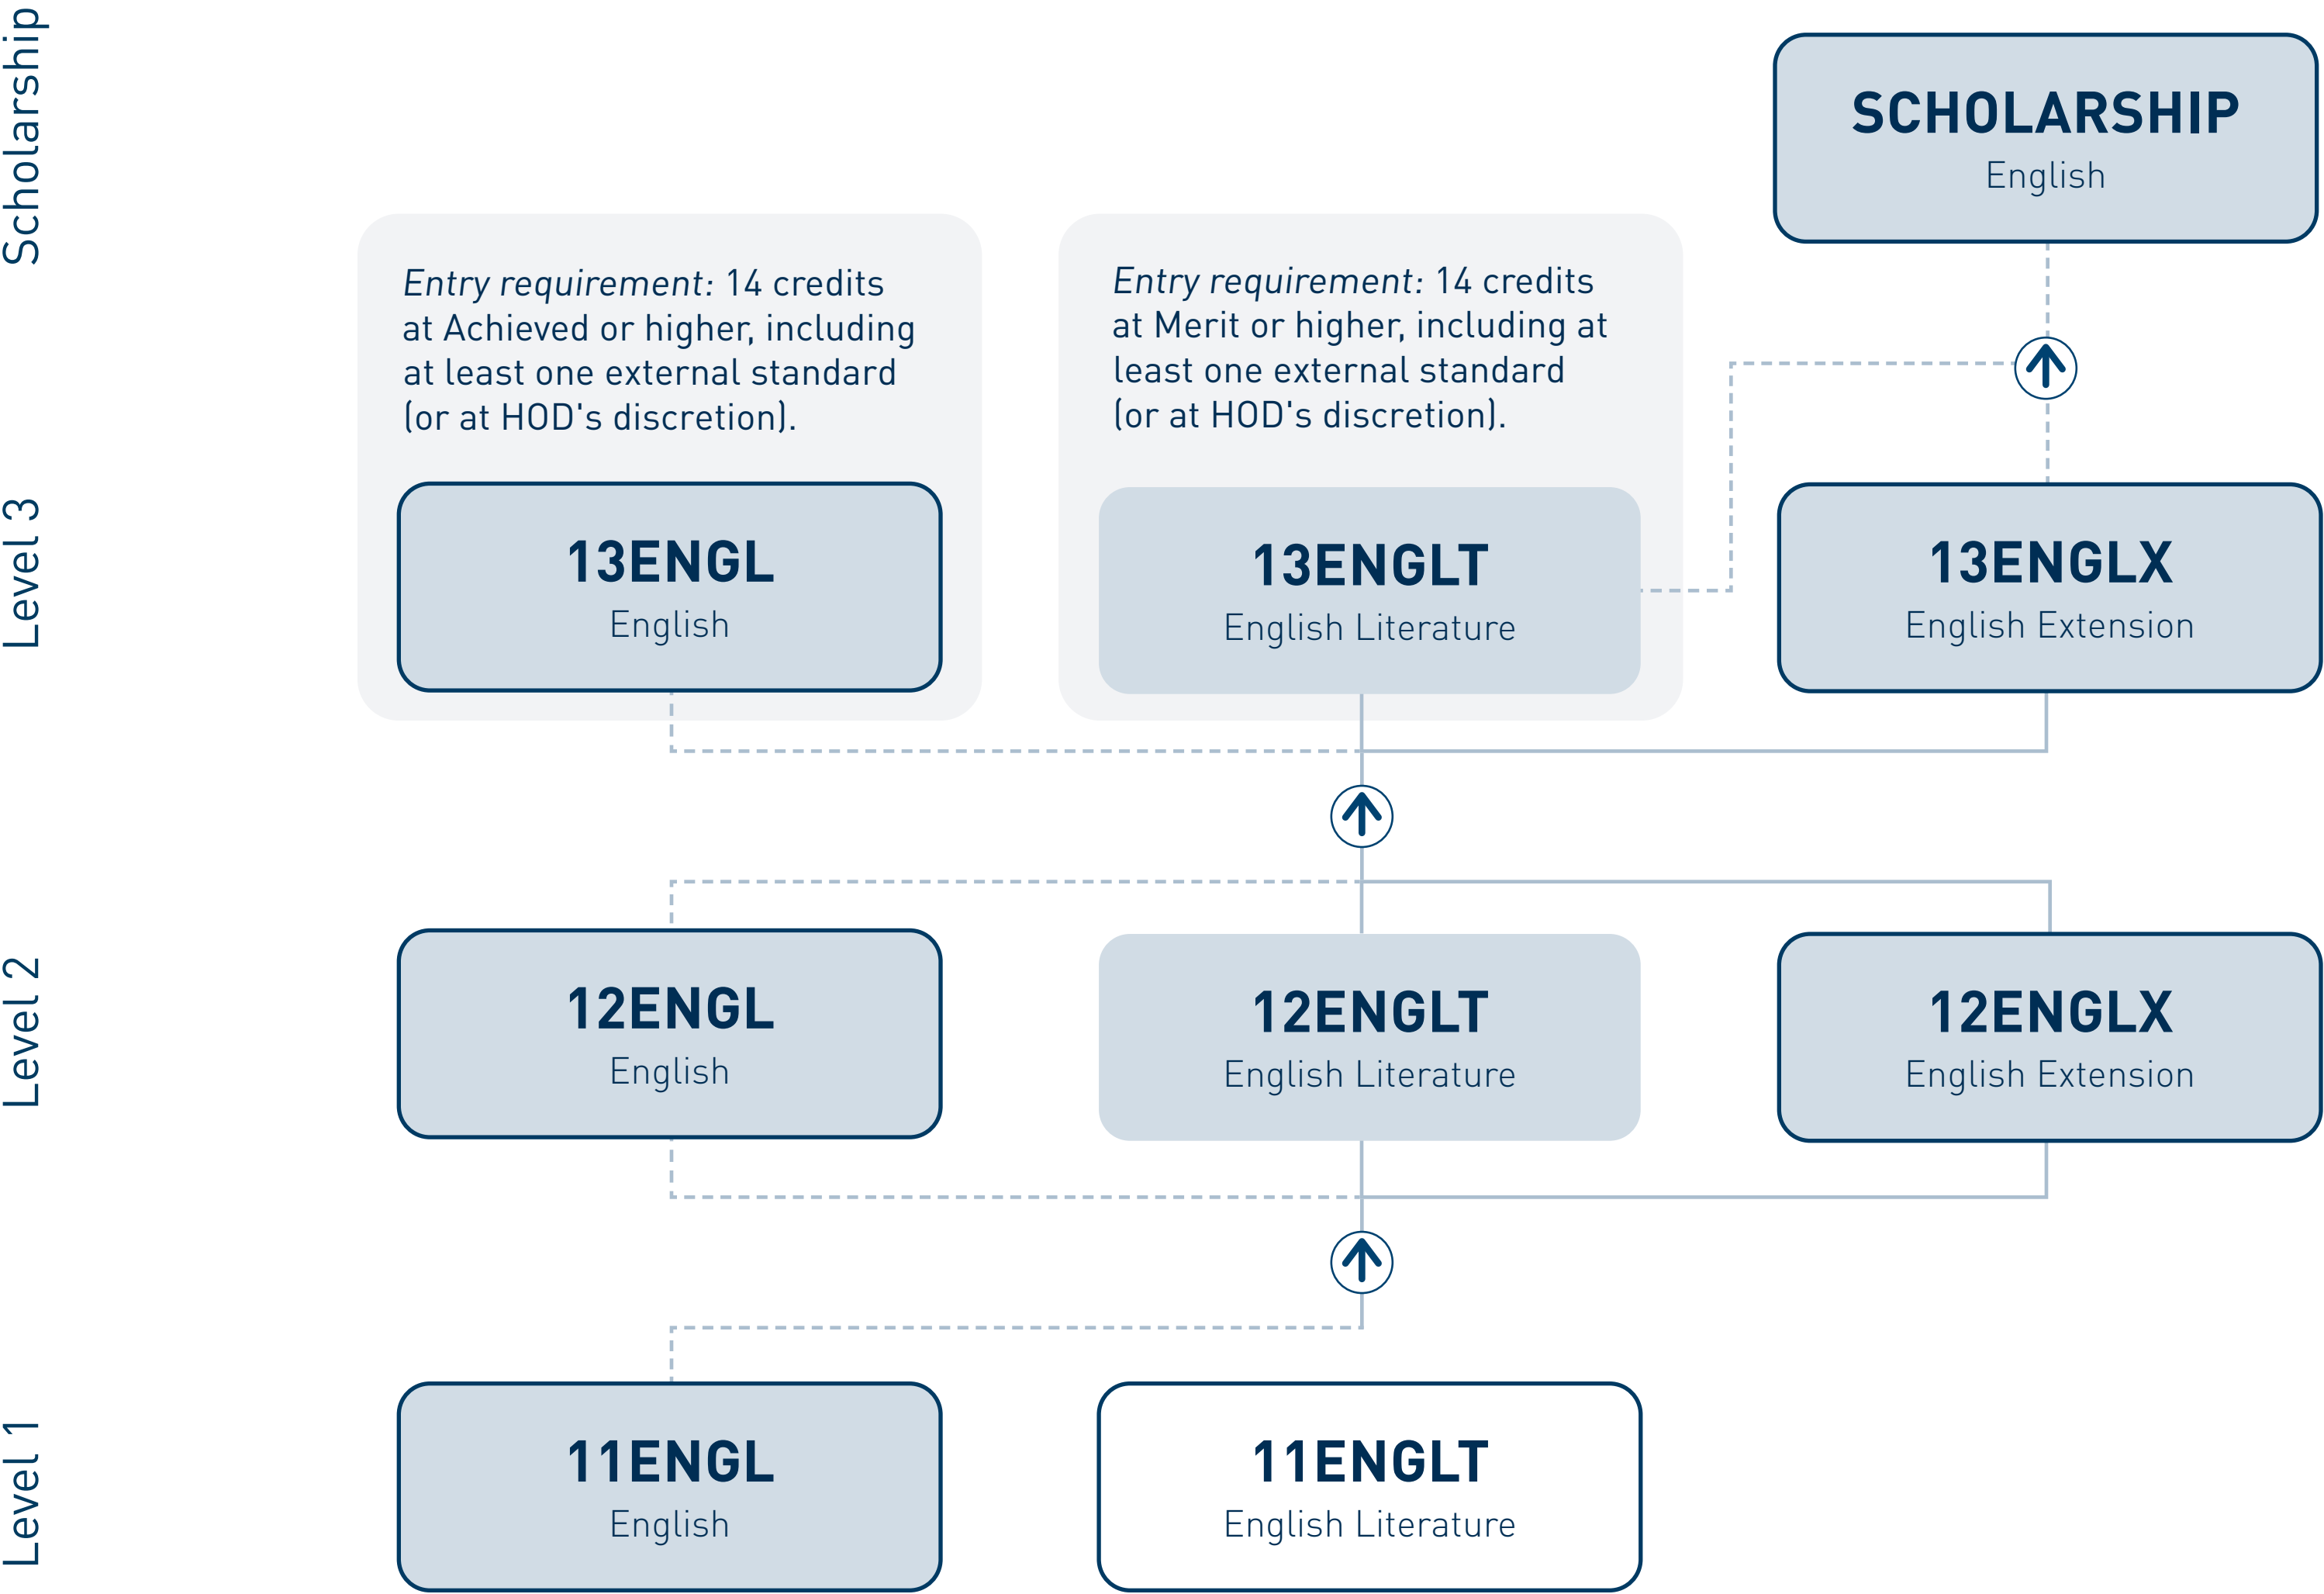 Scholarship
SCHOLARSHIP
English
Entry requirement: 14 credits
at Achieved or higher, including
at least one external standard
(or at HOD's discretion).
Entry requirement: 14 credits
at Merit or higher, including at
least one external standard
(or at HOD's discretion).
Level 3
13ENGL
English
13ENGLT
English Literature
13ENGLX
English Extension
Level 2
12ENGL
English
12ENGLT
English Literature
12ENGLX
English Extension
Level 1
11ENGL
English
11ENGLT
English Literature